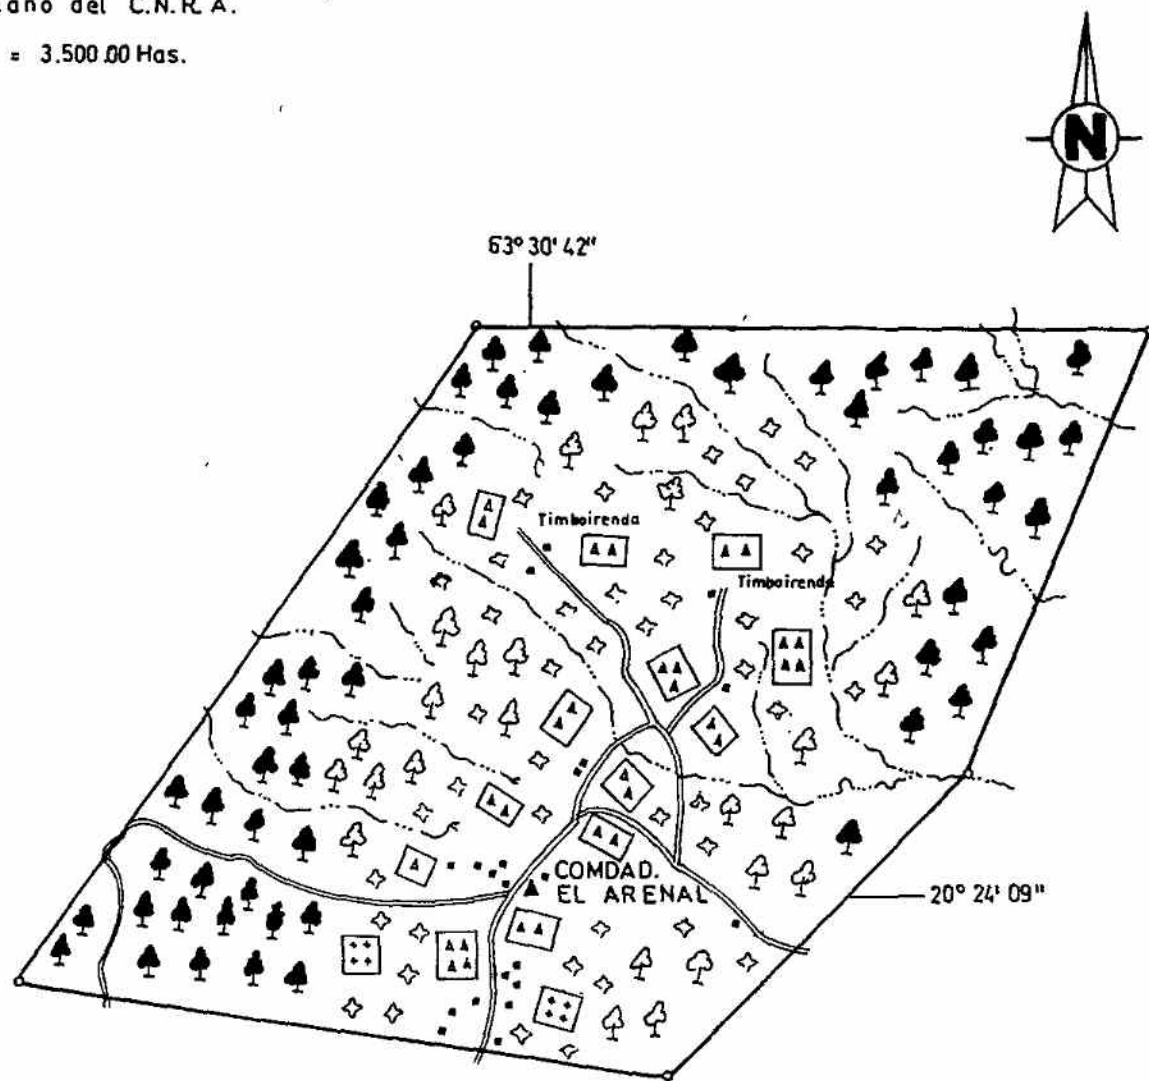 ano del C.N.R.A.
= 3.500.00 Has.
N
63° 30' 42"
Timboirenda
Timboirenda
COMDAD.
EL ARENAL
20° 24' 09"